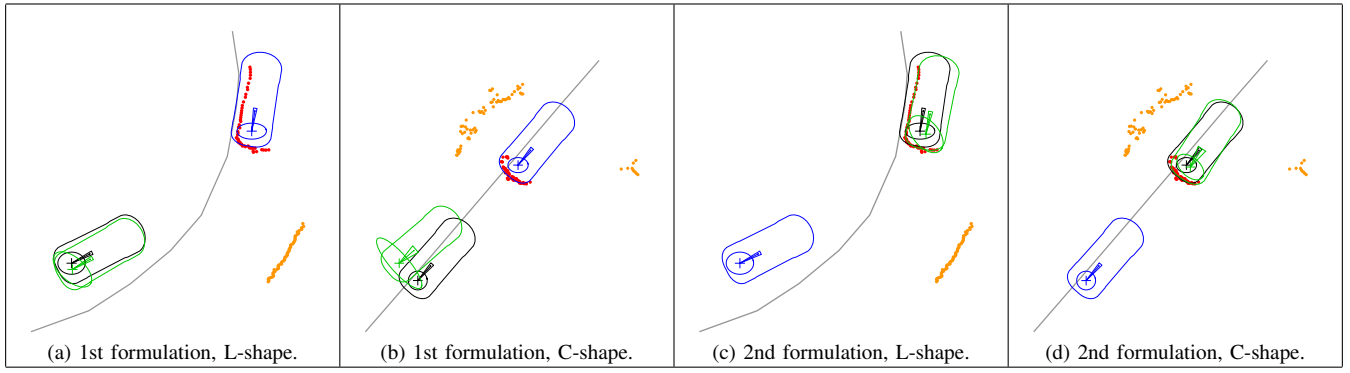 (a) 1st formulation, L-shape.
(b) 1st formulation, C-shape.
(c) 2nd formulation, L-shape.
(d) 2nd formulation, C-shape.